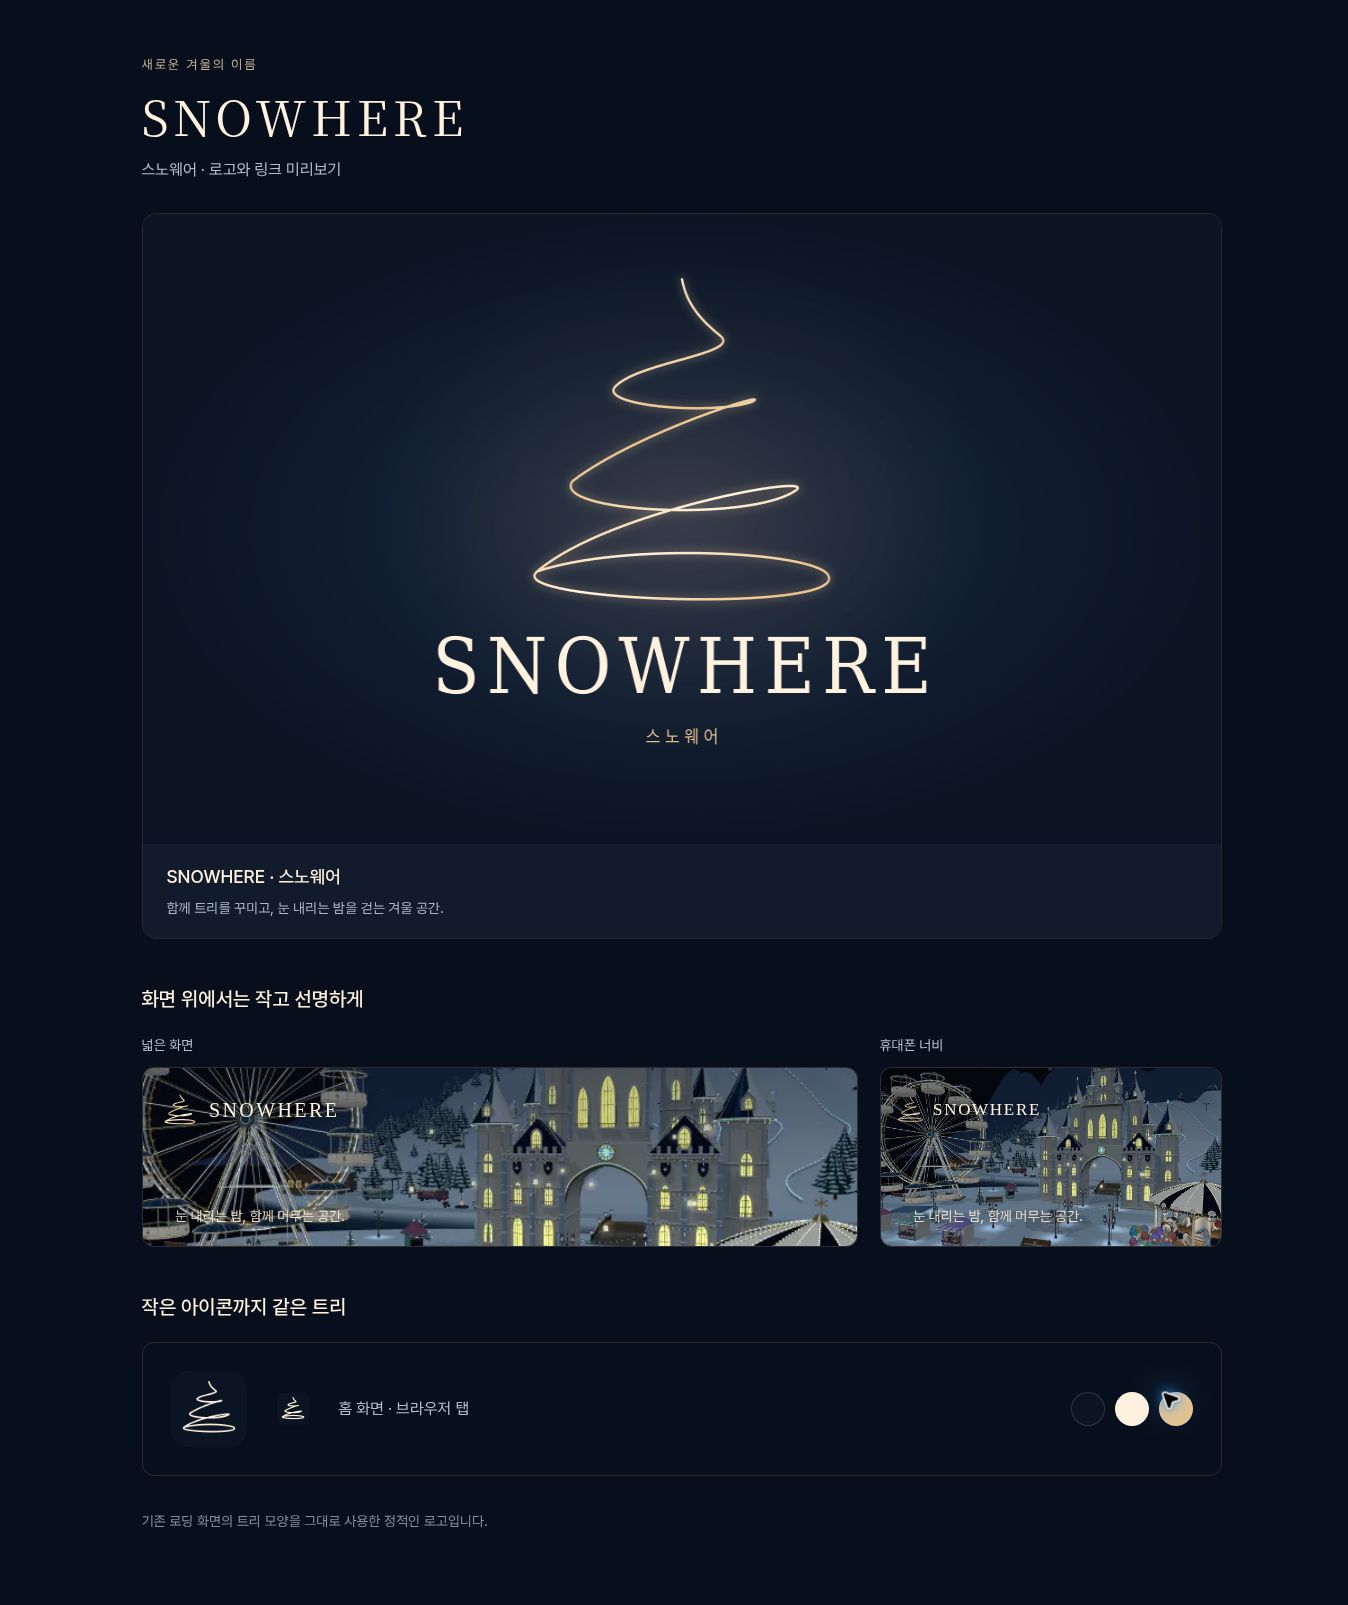 새로운 겨울의 이름
SNOWHERE
스노웨어 · 로고와 링크 미리보기
SNOWHERE
스노웨어
SNOWHERE · 스노웨어
함께 트리를 꾸미고, 눈 내리는 밤을 걷는 겨울 공간.
화면 위에서는 작고 선명하게
넓은 화면
휴대폰 너비
SNOWHERE
눈 내리는 밤, 함께 머무는 공간.
SNOWHERE
눈 내리는 밤, 함께 머무는 공간.
작은 아이콘까지 같은 트리
홈 화면 · 브라우저 탭
기존 로딩 화면의 트리 모양을 그대로 사용한 정적인 로고입니다.